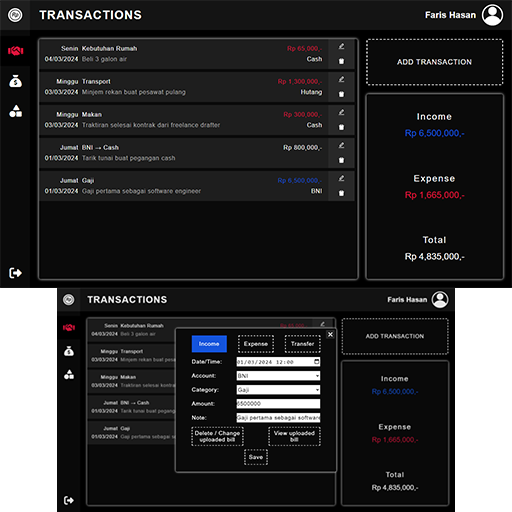 TRANSACTIONS
Faris Hasan
Senin Kebutuhan Rumah Rp 65,000,-
04/03/2024 Beli 3 galon air Cash
Minggu Transport Rp 1,300,000,-
03/03/2024 Minjem rekan buat pesawat pulang Hutang
Minggu Makan Rp 300,000,-
03/03/2024 Traktiran selesai kontrak dari freelance drafter Cash
Jumat BNI → Cash Rp 800,000,-
01/03/2024 Tarik tunai buat pegangan cash
Jumat Gaji Rp 6,500,000,-
01/03/2024 Gaji pertama sebagai software engineer BNI
ADD TRANSACTION
Income
Rp 6,500,000,-
Expense
Rp 1,665,000,-
Total
Rp 4,835,000,-
TRANSACTIONS
Faris Hasan
Senin Kebutuhan Rumah
04/03/2024 Beli 3 galon air
Minggu Transport
03/03/2024 Minjem rekan buat pesa
Minggu Makan
03/03/2024 Traktiran selesai kontra
Jumat BNI → Cash
01/03/2024 Tarik tunai buat pegang
Jumat Gaji
01/03/2024 Gaji pertama sebagai s
Income
Expense
Transfer
Date/Time: 01/03/2024 12:00
Account: BNI
Category: Gaji
Amount: 6500000
Note: Gaji pertama sebagai software
Delete / Change
uploaded bill
View uploaded
bill
Save
ADD TRANSACTION
Income
Rp 6,500,000,-
Expense
Rp 1,665,000,-
Total
Rp 4,835,000,-